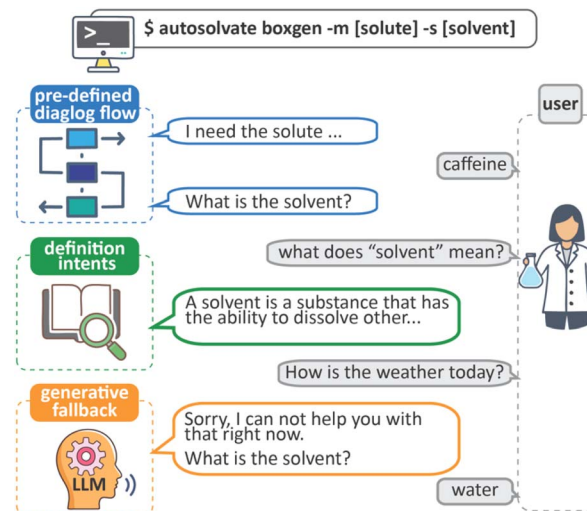 >_
$ autosolvate boxgen -m [solute] -s [solvent]
pre-defined
diaglog flow
I need the solute ...
What is the solvent?
user
caffeine
what does “solvent” mean?
definition
intents
A solvent is a substance that has
the ability to dissolve other...
How is the weather today?
generative
fallback
LLM
Sorry, I can not help you with
that right now.
What is the solvent?
water